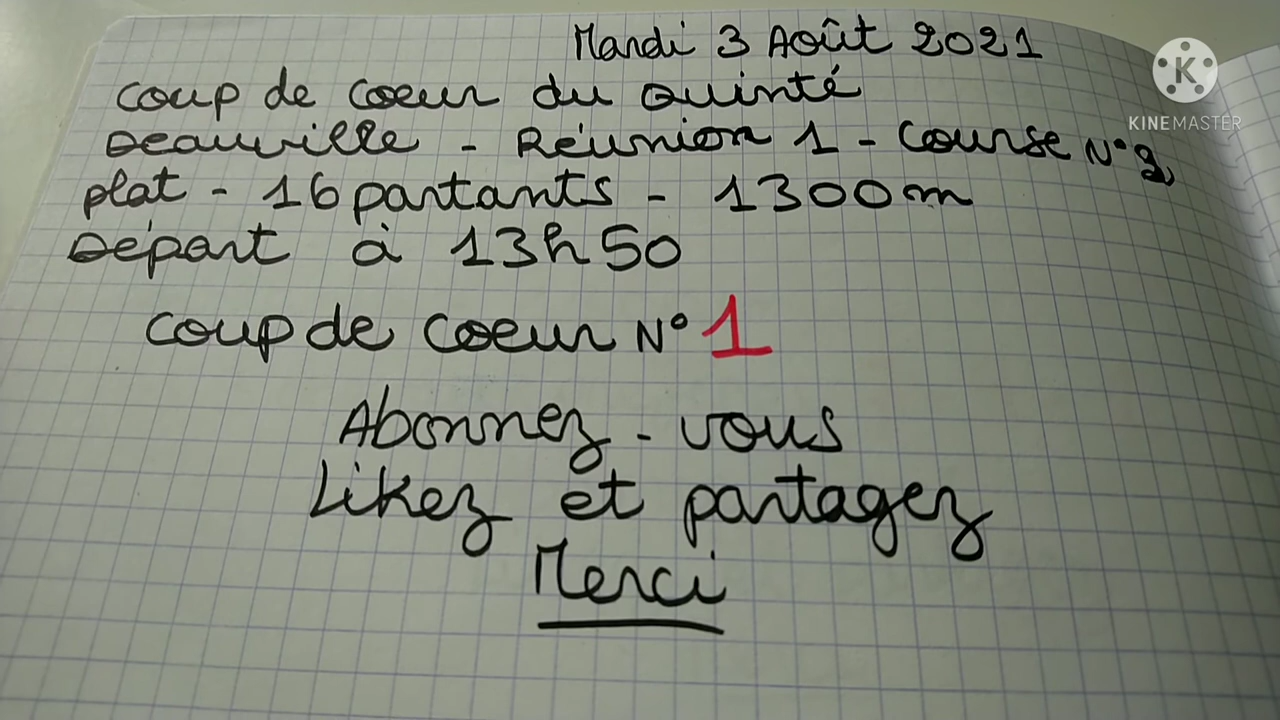 Mardi 3 Août 2021
K
KINEMASTER
coup de coeur du Quinté
Deauville - Réunion 1 - Course N° 2
plat - 16 partants - 1300m
Départ à 13h50
coup de coeur N° 1
Abonnez-vous
Likez et partagez
Merci